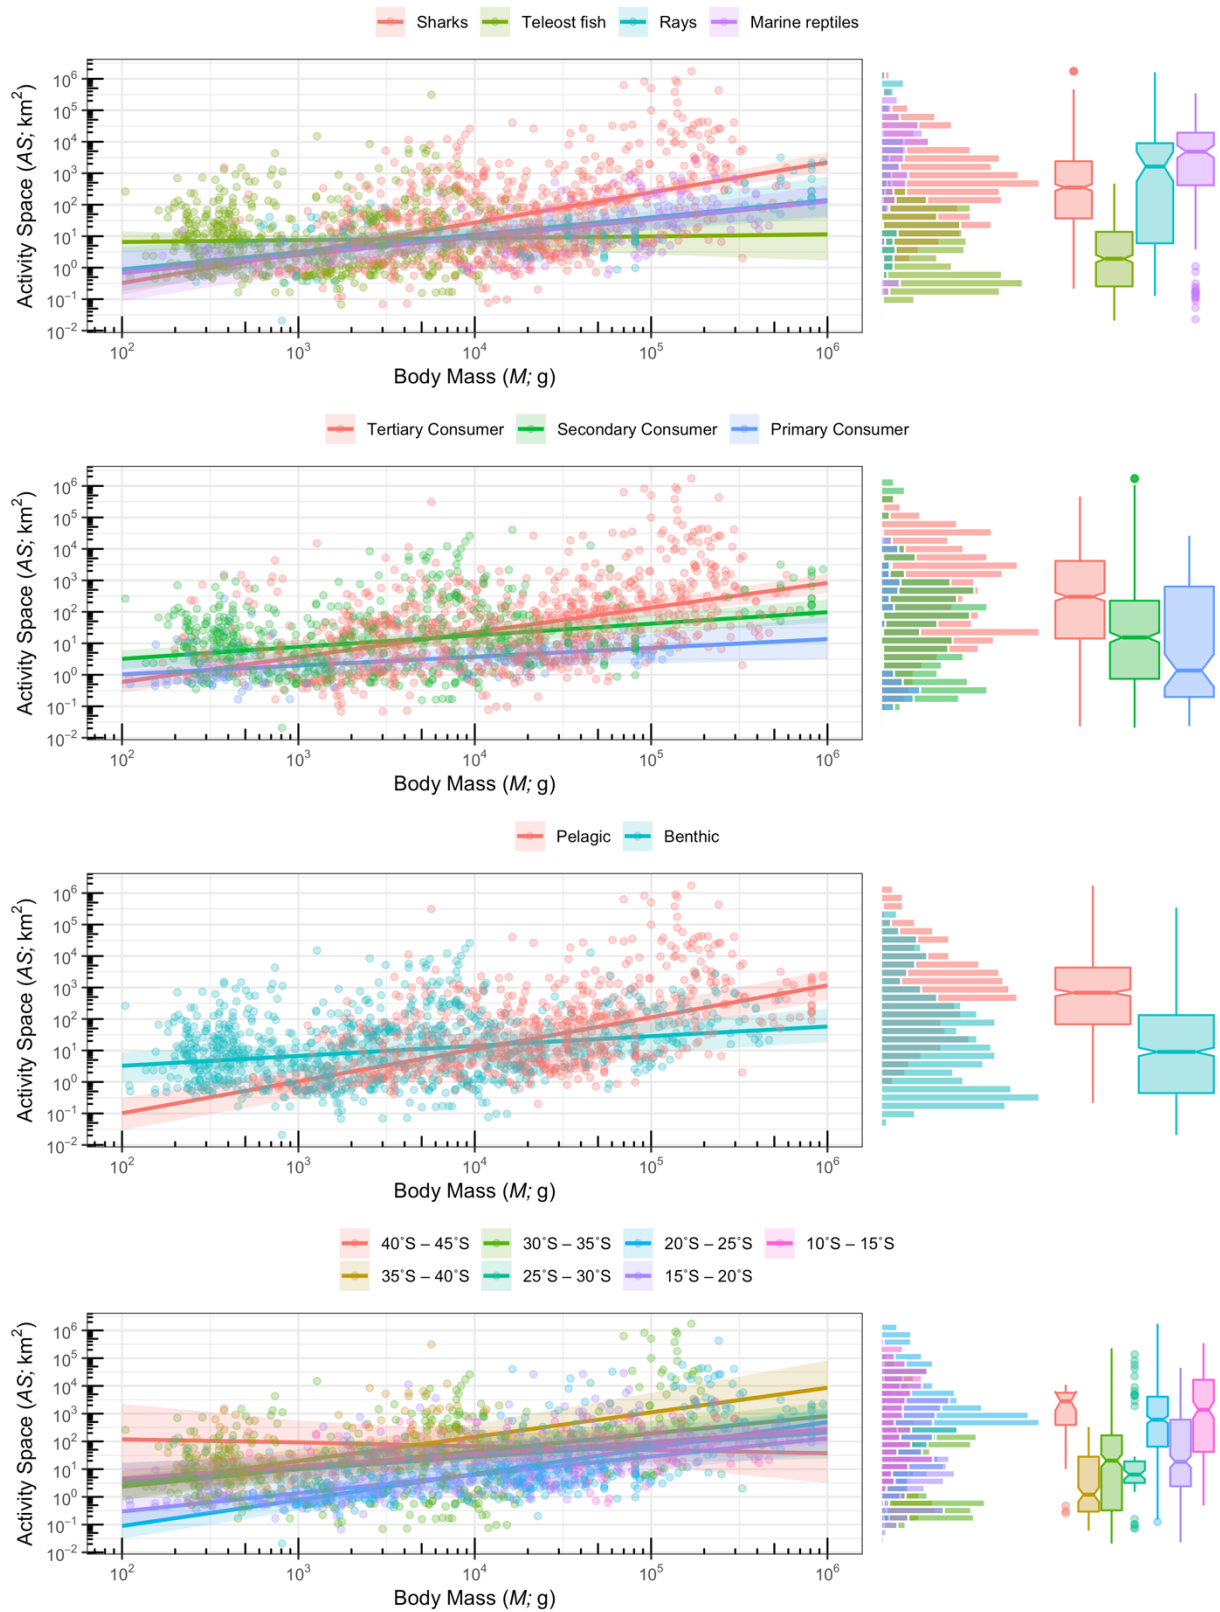 Sharks Teleost fish Rays Marine reptiles
Activity Space (AS; km²)
10⁶
10⁵
10⁴
10³
10²
10¹
10⁰
10⁻¹
10⁻²
10² 10³ 10⁴ 10⁵ 10⁶
Body Mass (M; g)
Tertiary Consumer Secondary Consumer Primary Consumer
Activity Space (AS; km²)
10⁶
10⁵
10⁴
10³
10²
10¹
10⁰
10⁻¹
10⁻²
10² 10³ 10⁴ 10⁵ 10⁶
Body Mass (M; g)
Pelagic Benthic
Activity Space (AS; km²)
10⁶
10⁵
10⁴
10³
10²
10¹
10⁰
10⁻¹
10⁻²
10² 10³ 10⁴ 10⁵ 10⁶
Body Mass (M; g)
40˚S – 45˚S 30˚S – 35˚S 20˚S – 25˚S 10˚S – 15˚S
35˚S – 40˚S 25˚S – 30˚S 15˚S – 20˚S
Activity Space (AS; km²)
10⁶
10⁵
10⁴
10³
10²
10¹
10⁰
10⁻¹
10⁻²
10² 10³ 10⁴ 10⁵ 10⁶
Body Mass (M; g)